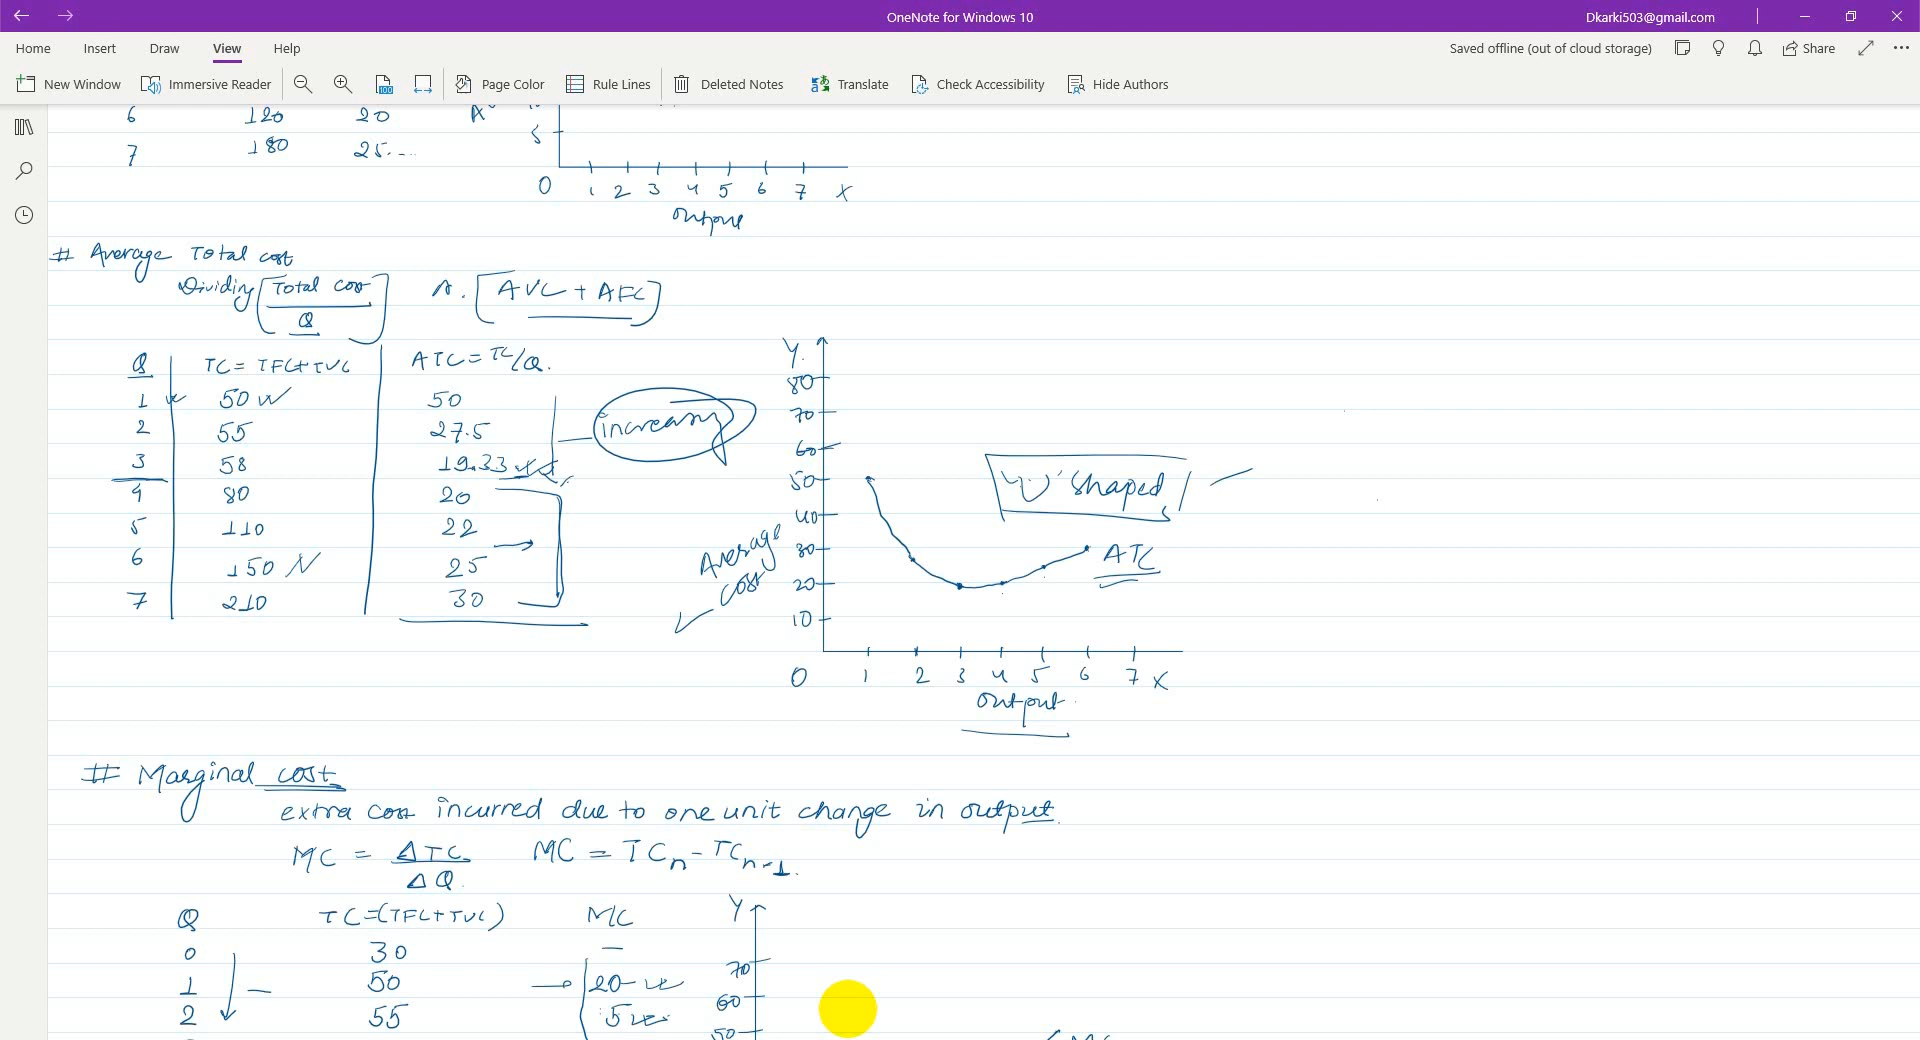 OneNote for Windows 10
Dkarki503@gmail.com
Home Insert Draw View Help
Saved offline (out of cloud storage) Share
New Window Immersive Reader 100 Page Color Rule Lines Deleted Notes Translate Check Accessibility Hide Authors
6 120 20
7 180 25...
5
0 1 2 3 4 5 6 7 X
output
# Average Total cost
Dividing [Total cost / Q] [AVC + AFC]
Q TC = TFC+TVC ATC = TC/Q.
1 50 50
2 55 27.5
3 58 19.33
4 80 20
5 110 22
6 150 25
7 210 30
increasing
Y
80
70
60
50
40
30
20
10
'U' shaped
ATC
Average
cost
0 1 2 3 4 5 6 7 X
output
# Marginal cost
extra cost incurred due to one unit change in output.
MC = ΔTC / ΔQ MC = TCn - TCn-1.
Q TC=(TFC+TVC) MC Y
0 30 —
1 50 20 70
2 55 5 60
50